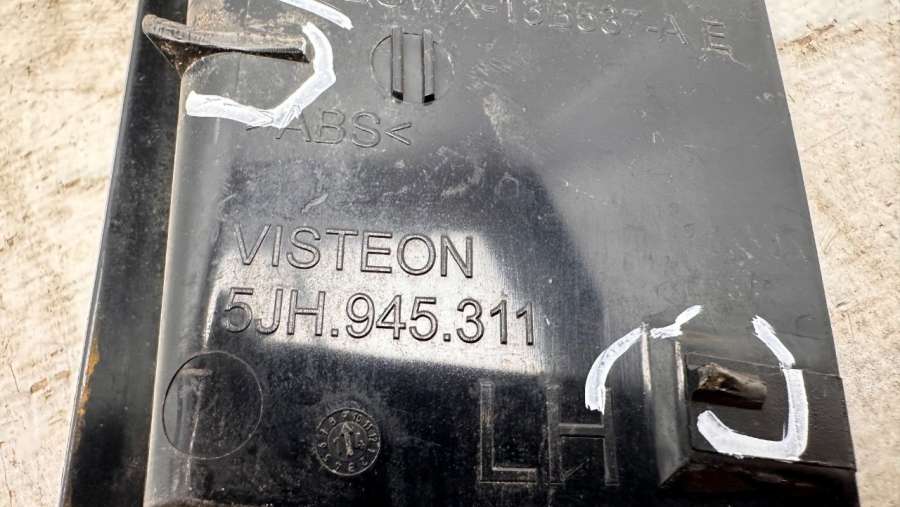 >ABS<
VISTEON
5JH.945.311
LH